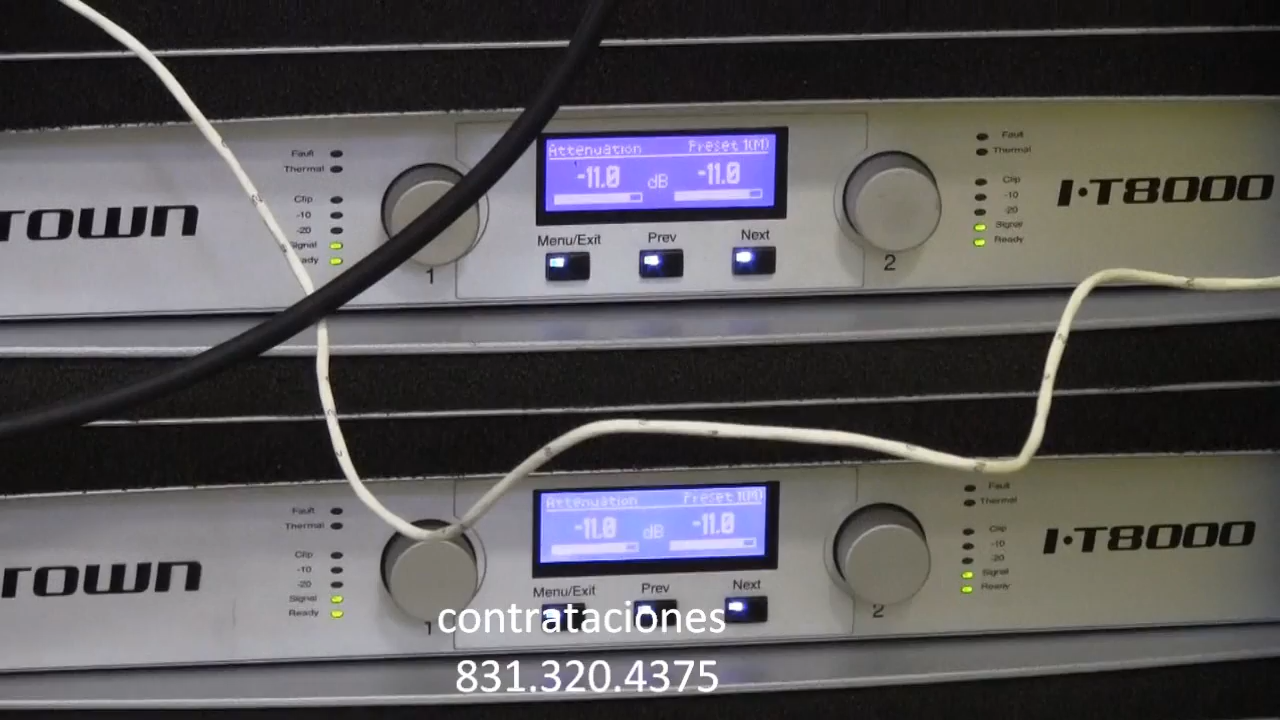 Fault
Thermal
Clip
-10
-20
Signal
TOWN
1
Attenuation Preset 1(M)
-11.0 dB -11.0
Menu/Exit Prev Next
2
Fault
Thermal
Clip
-10
-20
Signal
Ready
I·T8000
Fault
Thermal
Clip
-10
-20
Signal
Ready
TOWN
1
Attenuation Preset 1(M)
-11.0 dB -11.0
Menu/Exit Prev Next
2
Fault
Thermal
Clip
-10
-20
Signal
Ready
I·T8000
contrataciones
831.320.4375